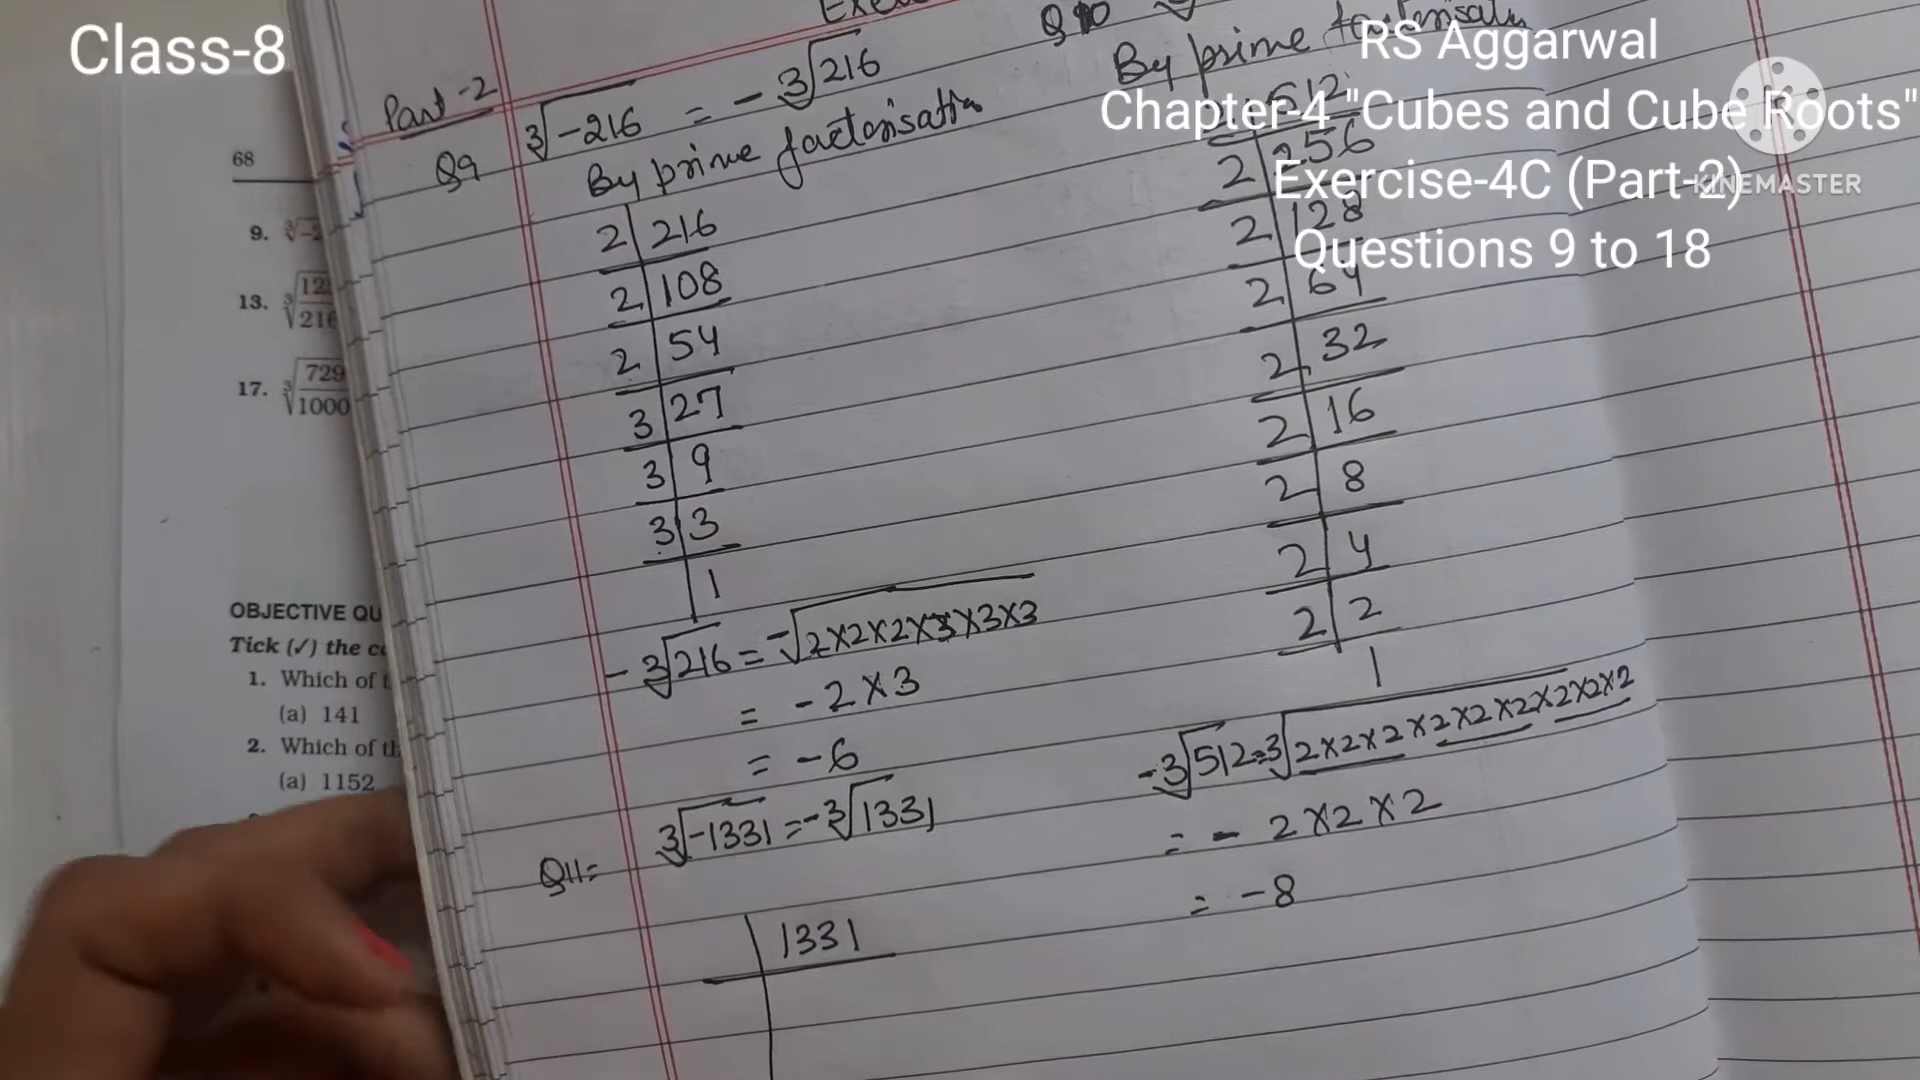 Class-8
RS Aggarwal
Chapter-4 "Cubes and Cube Roots"
Exercise-4C (Part-2)
Questions 9 to 18
KINEMASTER
68
9.
13.
17. ∛729/1000
OBJECTIVE QU
Tick (✓) the
1. Which of
(a) 141
2. Which of th
(a) 1152
Part-2
Q9 ∛-216 = -∛216
By prime factorisation
2 | 216
2 | 108
2 | 54
3 | 27
3 | 9
3 | 3
1
-∛216 = -√2×2×2×3×3×3
= -2×3
= -6
Q11= ∛-1331 = -∛1331
1331
Q10
By prime
512
2 | 256
2 | 128
2 | 64
2 | 32
2 | 16
2 | 8
2 | 4
2 | 2
1
-∛512=∛2×2×2×2×2×2×2×2×2
= - 2×2×2
= -8